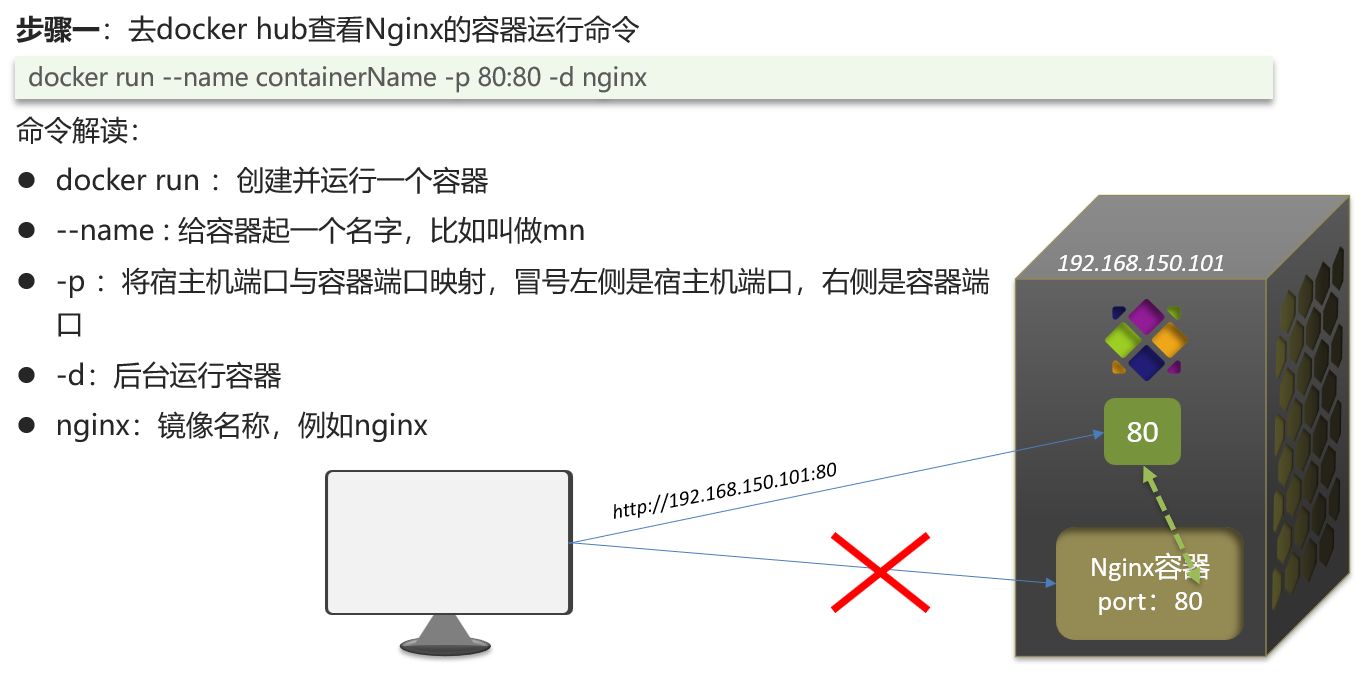 步骤一：去docker hub查看Nginx的容器运行命令
docker run --name containerName -p 80:80 -d nginx
命令解读：
● docker run ：创建并运行一个容器
● --name : 给容器起一个名字，比如叫做mn
● -p ：将宿主机端口与容器端口映射，冒号左侧是宿主机端口，右侧是容器端
口
● -d：后台运行容器
● nginx：镜像名称，例如nginx
192.168.150.101
80
http://192.168.150.101:80
Nginx容器
port：80